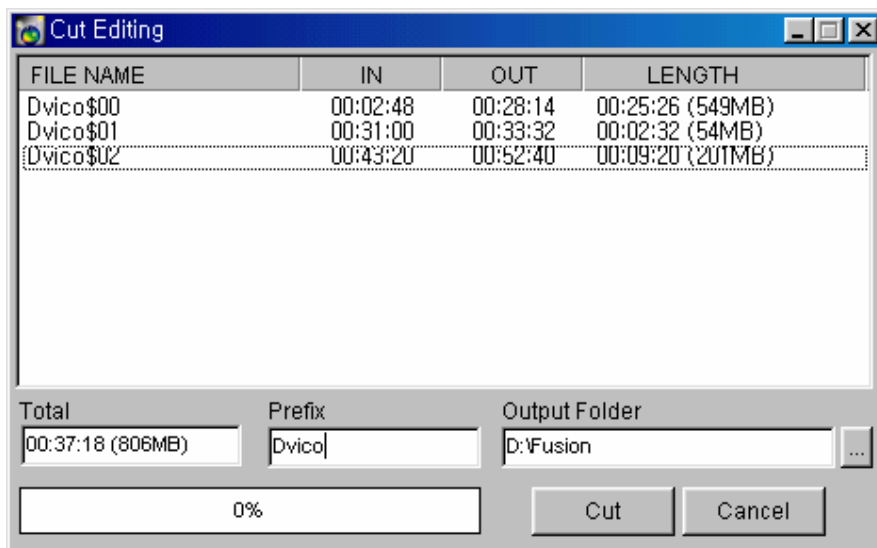 Cut Editing
FILE NAME IN OUT LENGTH
Dvico$00 00:02:48 00:28:14 00:25:26 (549MB)
Dvico$01 00:31:00 00:33:32 00:02:32 (54MB)
Dvico$02 00:43:20 00:52:40 00:09:20 (201MB)
Total Prefix Output Folder
00:37:18 (806MB) Dvico D:\Fusion ...
0% Cut Cancel